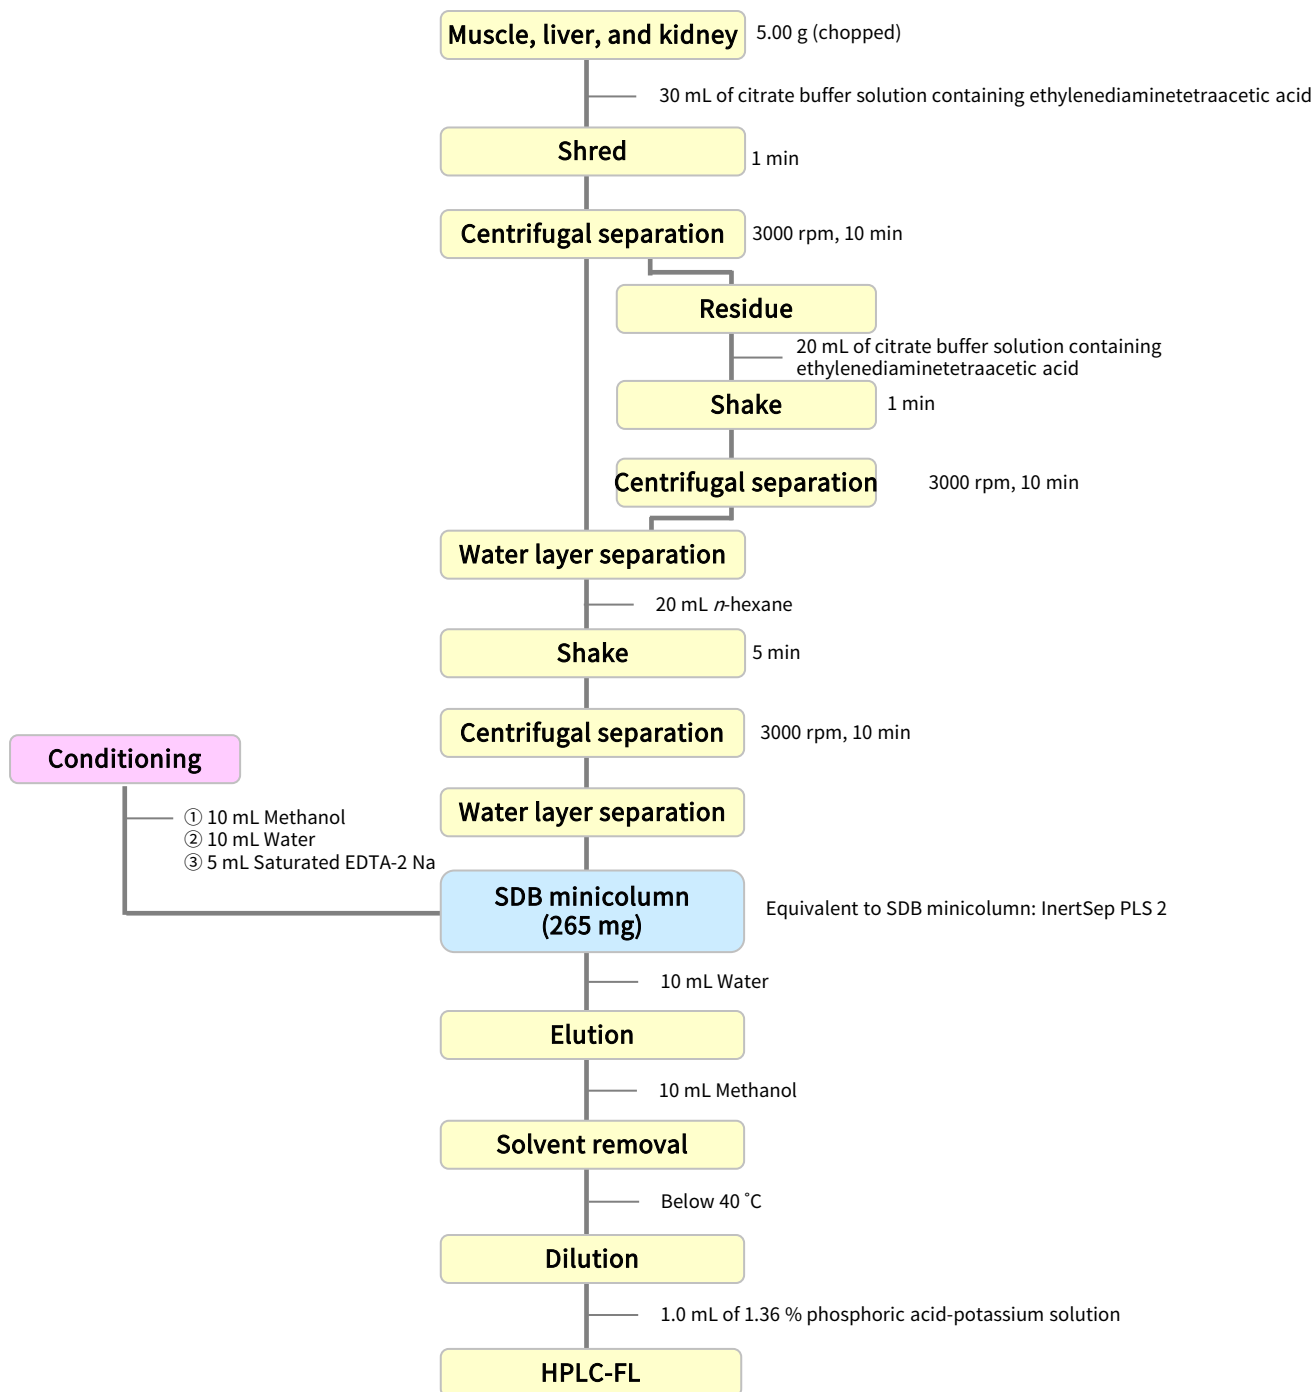 Muscle, liver, and kidney
5.00 g (chopped)
30 mL of citrate buffer solution containing ethylenediaminetetraacetic acid
Shred
1 min
Centrifugal separation
3000 rpm, 10 min
Residue
20 mL of citrate buffer solution containing
ethylenediaminetetraacetic acid
Shake
1 min
Centrifugal separation
3000 rpm, 10 min
Water layer separation
20 mL n-hexane
Shake
5 min
Centrifugal separation
3000 rpm, 10 min
Conditioning
① 10 mL Methanol
② 10 mL Water
③ 5 mL Saturated EDTA-2 Na
Water layer separation
SDB minicolumn
(265 mg)
Equivalent to SDB minicolumn: InertSep PLS 2
10 mL Water
Elution
10 mL Methanol
Solvent removal
Below 40 ˚C
Dilution
1.0 mL of 1.36 % phosphoric acid-potassium solution
HPLC-FL